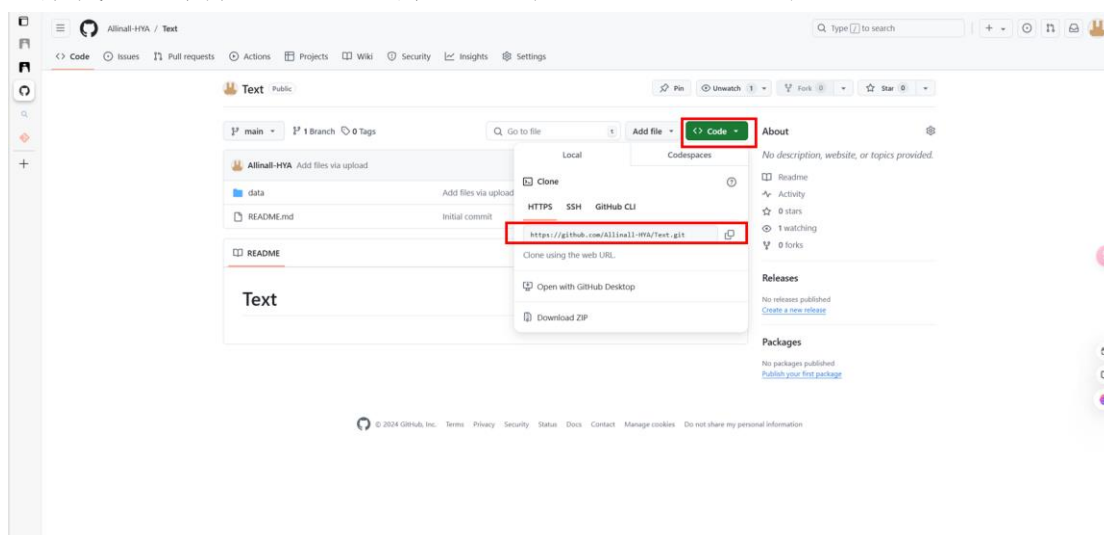 Allinall-HYA / Text
Type / to search
Code Issues Pull requests Actions Projects Wiki Security Insights Settings
Text Public
Pin Unwatch 1 Fork 0 Star 0
main 1 Branch 0 Tags
Go to file
Add file
Code
About
No description, website, or topics provided.
Allinall-HYA Add files via upload
Local Codespaces
data Add files via upload
README.md Initial commit
Clone
HTTPS SSH GitHub CLI
https://github.com/Allinall-HYA/Text.git
Clone using the web URL.
Open with GitHub Desktop
Download ZIP
README
Text
Readme
Activity
0 stars
1 watching
0 forks
Releases
No releases published
Create a new release
Packages
No packages published
Publish your first package
© 2024 GitHub, Inc. Terms Privacy Security Status Docs Contact Manage cookies Do not share my personal information